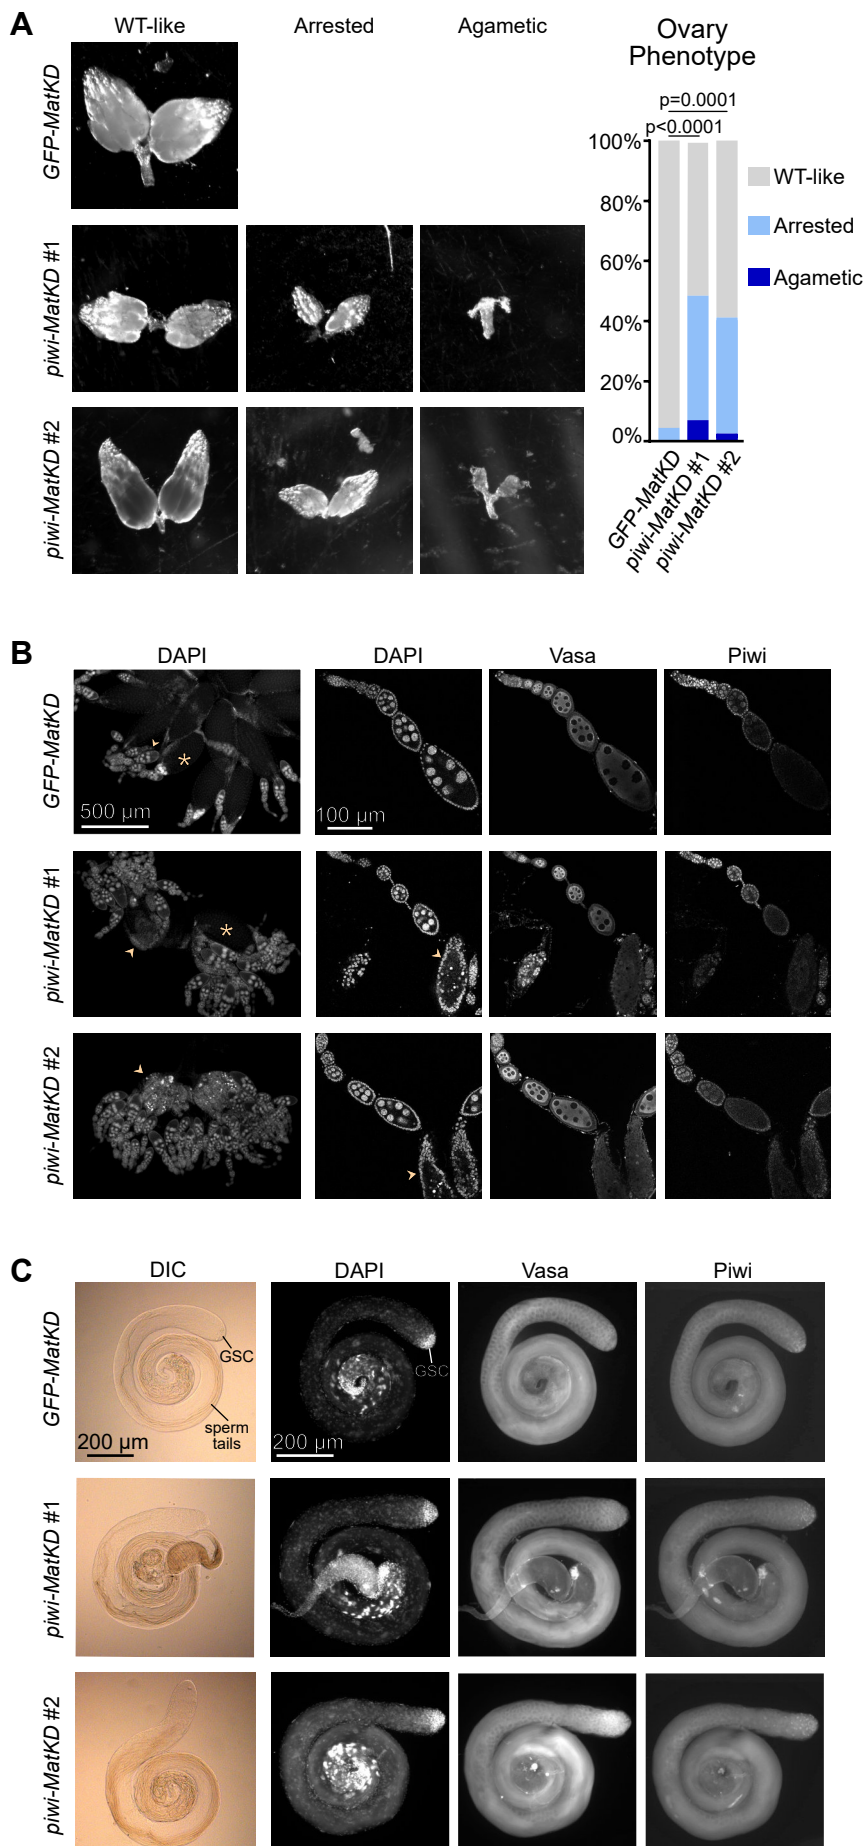 A
WT-like
Arrested
Agametic
Ovary
Phenotype
GFP-MatKD
piwi-MatKD #1
piwi-MatKD #2
p=0.0001
p<0.0001
100%
80%
60%
40%
20%
0%
WT-like
Arrested
Agametic
GFP-MatKD
piwi-MatKD #1
piwi-MatKD #2
B
DAPI
DAPI
Vasa
Piwi
GFP-MatKD
*
500 µm
100 µm
piwi-MatKD #1
*
piwi-MatKD #2
C
DIC
DAPI
Vasa
Piwi
GFP-MatKD
GSC
GSC
sperm
tails
200 µm
200 µm
piwi-MatKD #1
piwi-MatKD #2